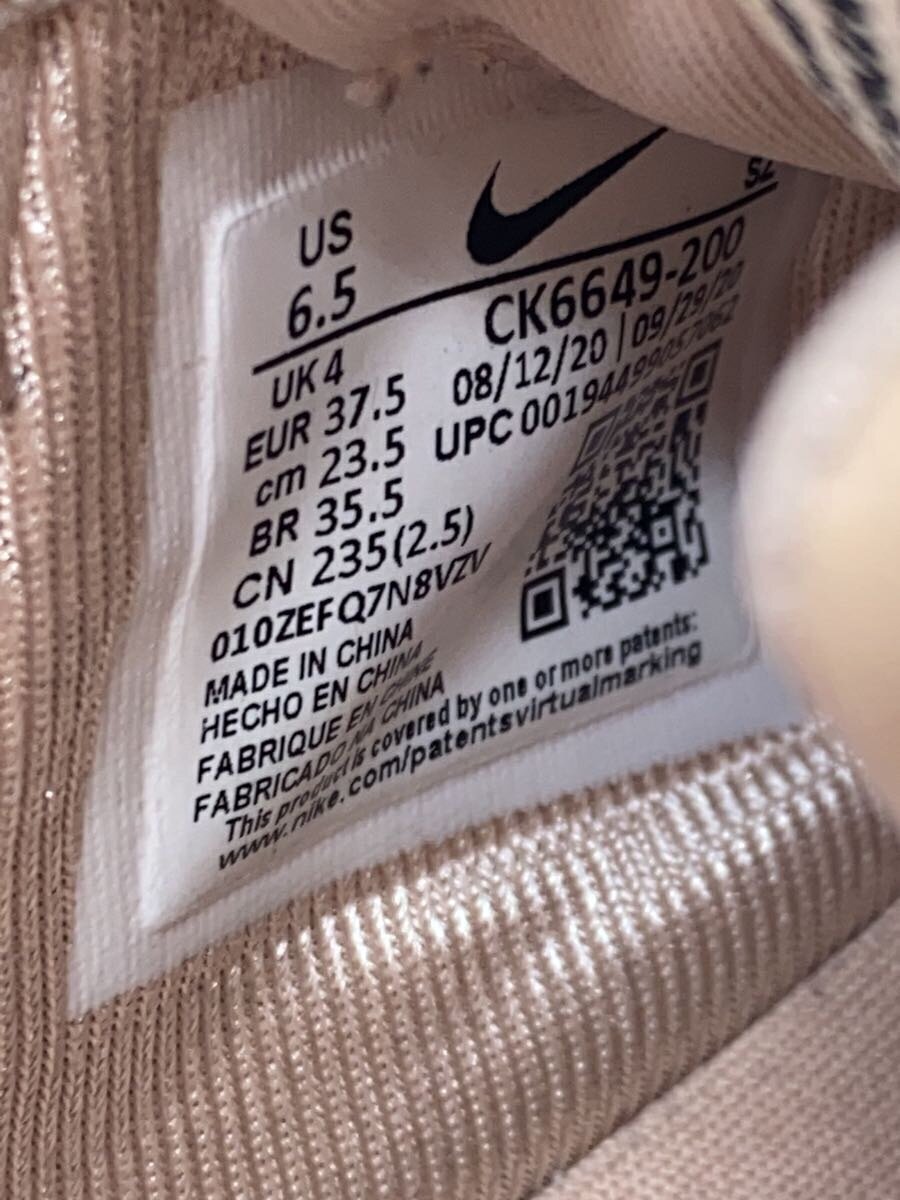 US
6.5
SZ
UK 4
EUR 37.5
cm 23.5
BR 35.5
CN 235(2.5)
CK6649-200
08/12/20 | 09/29/20
UPC 00194499057062
010ZEFQ7N8VZV
MADE IN CHINA
HECHO EN CHINA
FABRIQUE EN CHINE
FABRICADO NA CHINA
This product is covered by one or more patents:
www.nike.com/patentsvirtualmarking